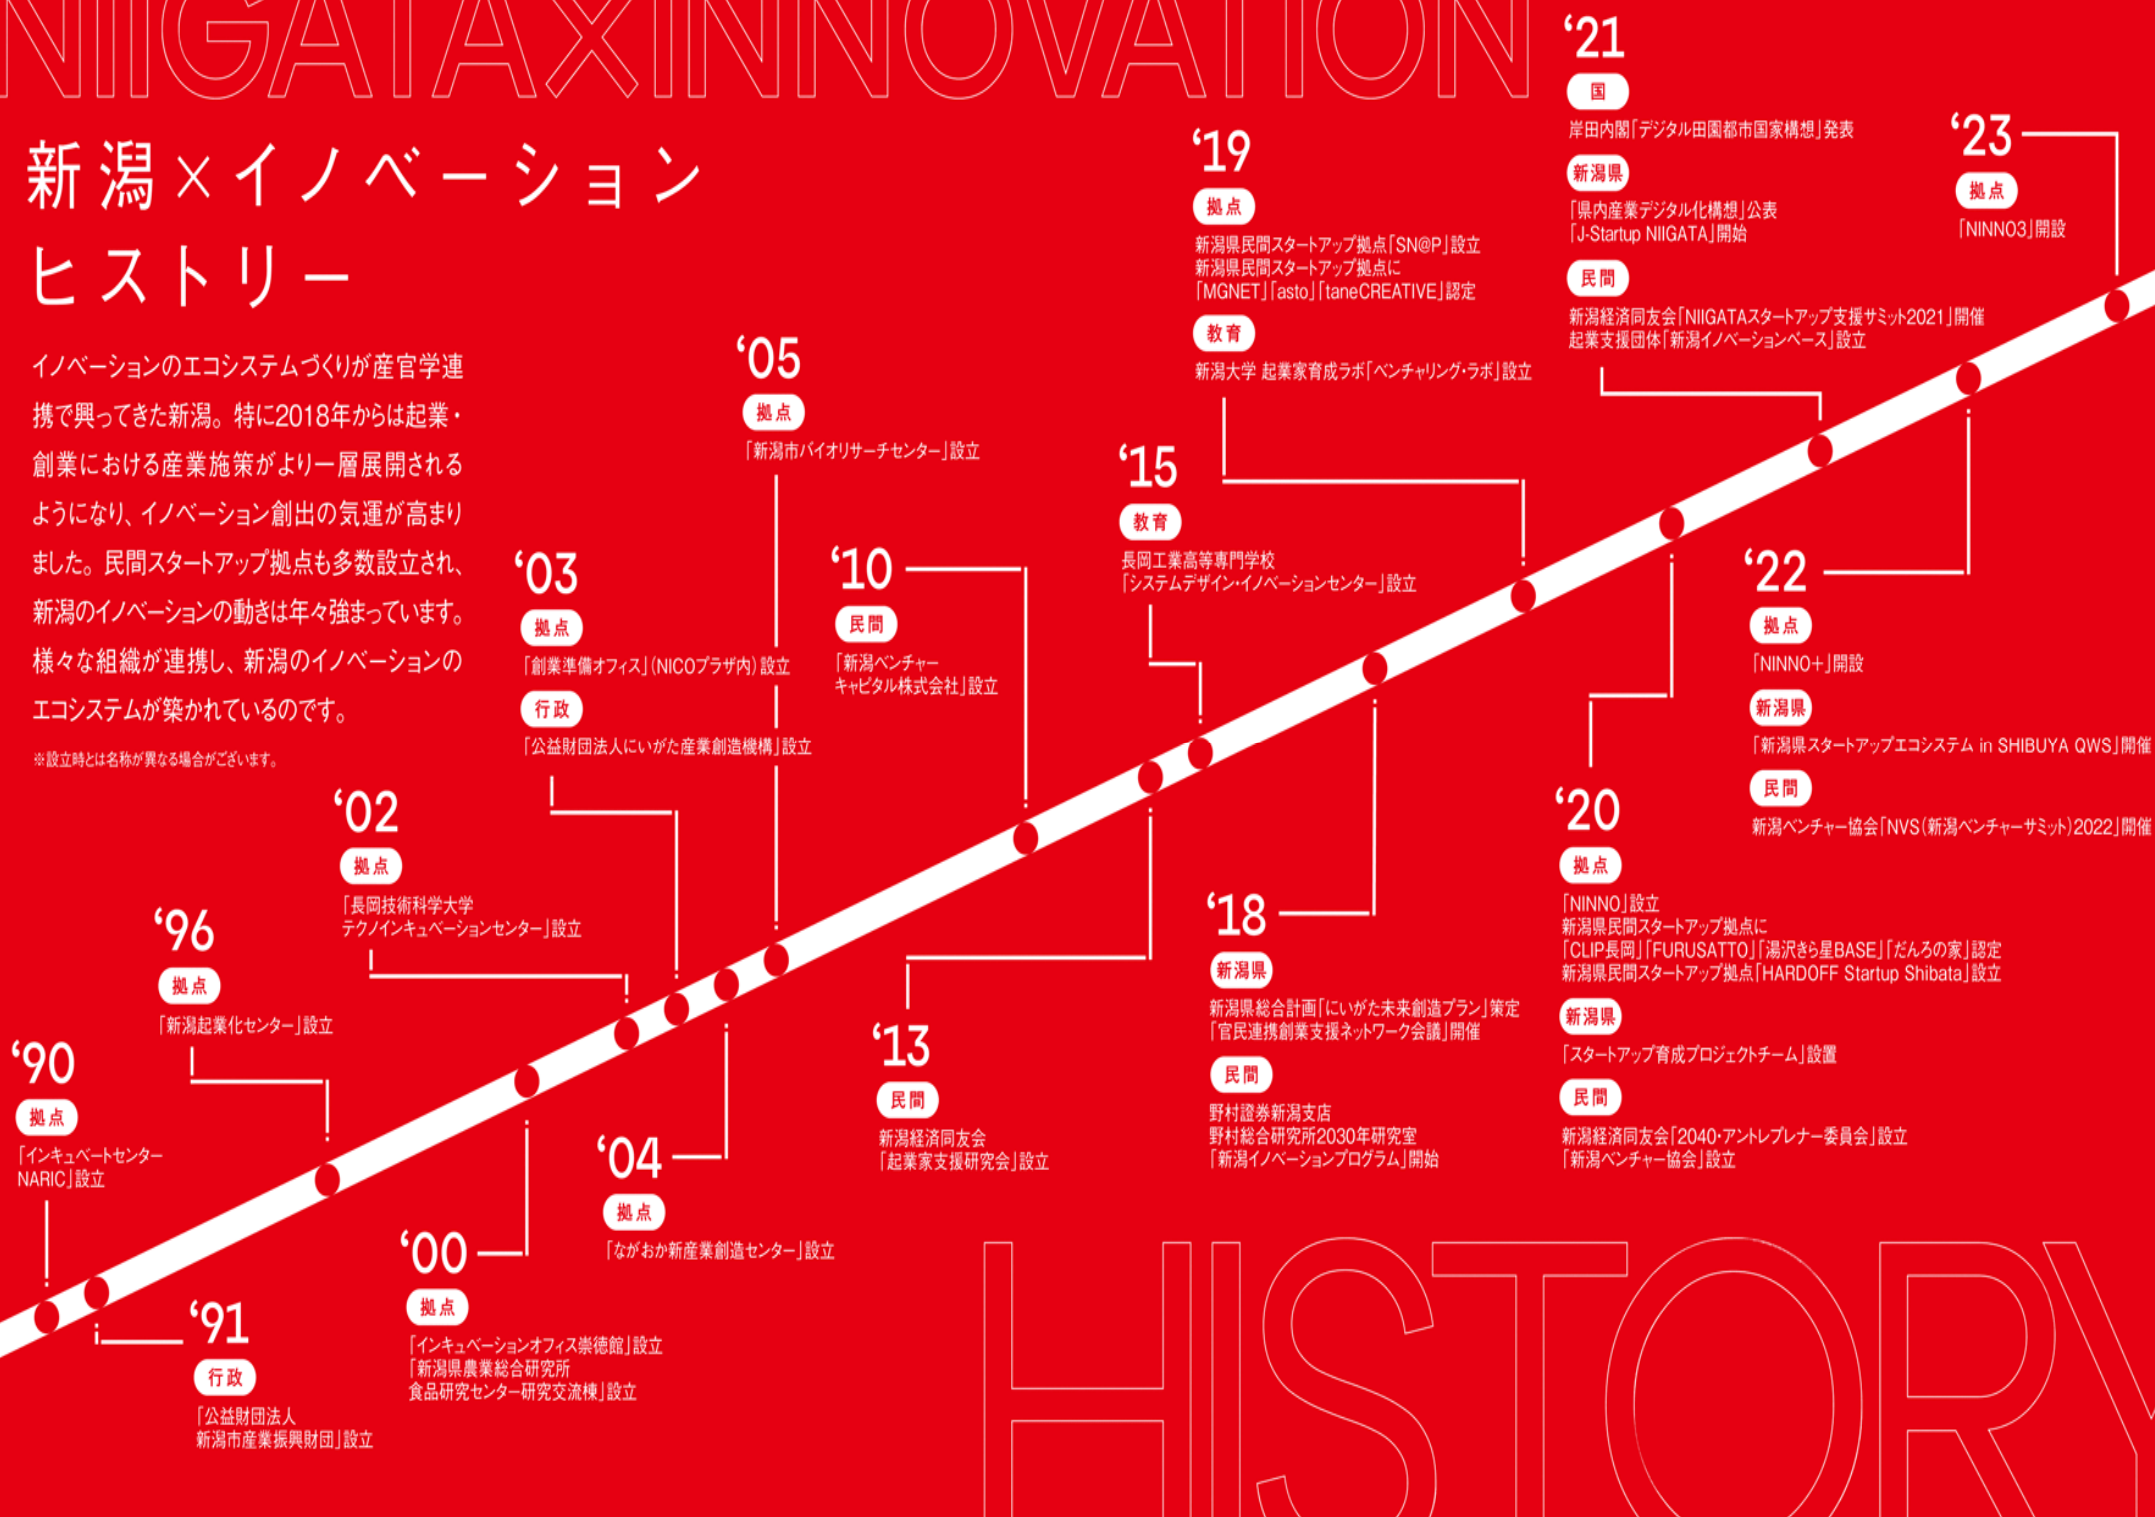 NIIGATA×INNOVATION
新潟×イノベーション
ヒストリー
イノベーションのエコシステムづくりが産官学連
携で興ってきた新潟。特に2018年からは起業・
創業における産業施策がより一層展開される
ようになり、イノベーション創出の気運が高まり
ました。民間スタートアップ拠点も多数設立され、
新潟のイノベーションの動きは年々強まっています。
様々な組織が連携し、新潟のイノベーションの
エコシステムが築かれているのです。
※設立時とは名称が異なる場合がございます。
‘90
拠点
「インキュベートセンター
NARIC」設立
‘91
行政
「公益財団法人
新潟市産業振興財団」設立
‘96
拠点
「新潟起業化センター」設立
‘00
拠点
「インキュベーションオフィス崇徳館」設立
「新潟県農業総合研究所
食品研究センター研究交流棟」設立
‘02
拠点
「長岡技術科学大学
テクノインキュベーションセンター」設立
‘03
拠点
「創業準備オフィス」(NICOプラザ内)設立
行政
「公益財団法人にいがた産業創造機構」設立
‘04
拠点
「ながおか新産業創造センター」設立
‘05
拠点
「新潟市バイオリサーチセンター」設立
‘10
民間
「新潟ベンチャー
キャピタル株式会社」設立
‘13
民間
新潟経済同友会
「起業家支援研究会」設立
‘15
教育
長岡工業高等専門学校
「システムデザイン・イノベーションセンター」設立
‘18
新潟県
新潟県総合計画「にいがた未来創造プラン」策定
「官民連携創業支援ネットワーク会議」開催
民間
野村證券新潟支店
野村総合研究所2030年研究室
「新潟イノベーションプログラム」開始
‘19
拠点
新潟県民間スタートアップ拠点「SN@P」設立
新潟県民間スタートアップ拠点に
「MGNET」「asto」「taneCREATIVE」認定
教育
新潟大学 起業家育成ラボ「ベンチャリング・ラボ」設立
‘20
拠点
「NINNO」設立
新潟県民間スタートアップ拠点に
「CLIP長岡」「FURUSATTO」「湯沢きら星BASE」「だんろの家」認定
新潟県民間スタートアップ拠点「HARDOFF Startup Shibata」設立
新潟県
「スタートアップ育成プロジェクトチーム」設置
民間
新潟経済同友会「2040・アントレプレナー委員会」設立
「新潟ベンチャー協会」設立
‘21
国
岸田内閣「デジタル田園都市国家構想」発表
新潟県
「県内産業デジタル化構想」公表
「J-Startup NIIGATA」開始
民間
新潟経済同友会「NIIGATAスタートアップ支援サミット2021」開催
起業支援団体「新潟イノベーションベース」設立
‘22
拠点
「NINNO＋」開設
新潟県
「新潟県スタートアップエコシステム in SHIBUYA QWS」開催
民間
新潟ベンチャー協会「NVS(新潟ベンチャーサミット)2022」開催
‘23
拠点
「NINNO3」開設
HISTORY